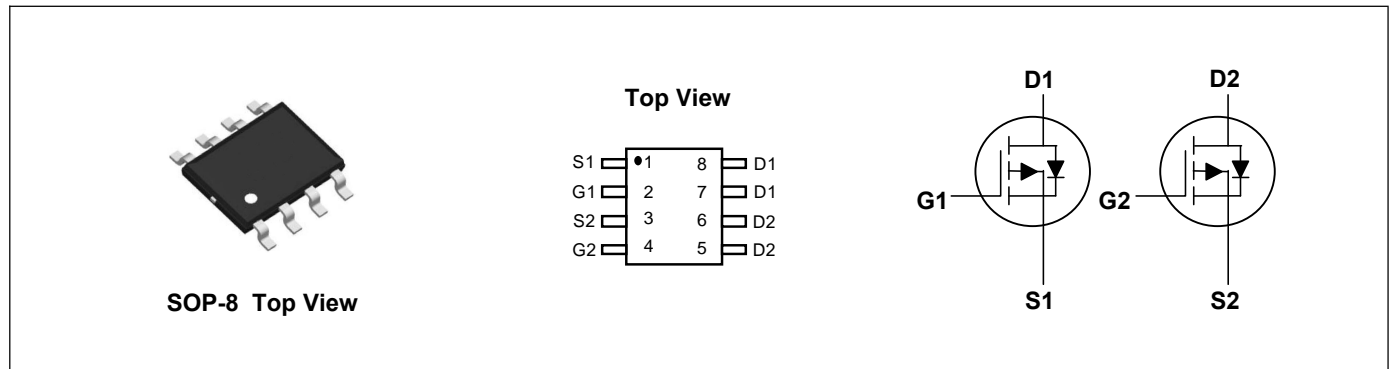 SOP-8 Top View
Top View
S1 1 8 D1
G1 2 7 D1
S2 3 6 D2
G2 4 5 D2
D1 D2
G1 G2
S1 S2